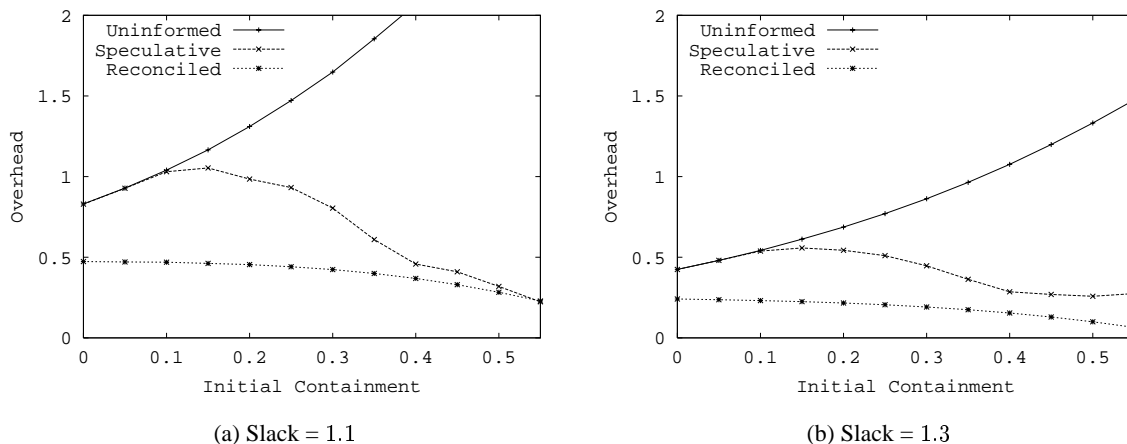 2
1.5
1
0.5
0
Overhead
Uninformed
Speculative
Reconciled
0 0.1 0.2 0.3 0.4 0.5
Initial Containment
(a) Slack = 1.1
2
1.5
1
0.5
0
Overhead
Uninformed
Speculative
Reconciled
0 0.1 0.2 0.3 0.4 0.5
Initial Containment
(b) Slack = 1.3